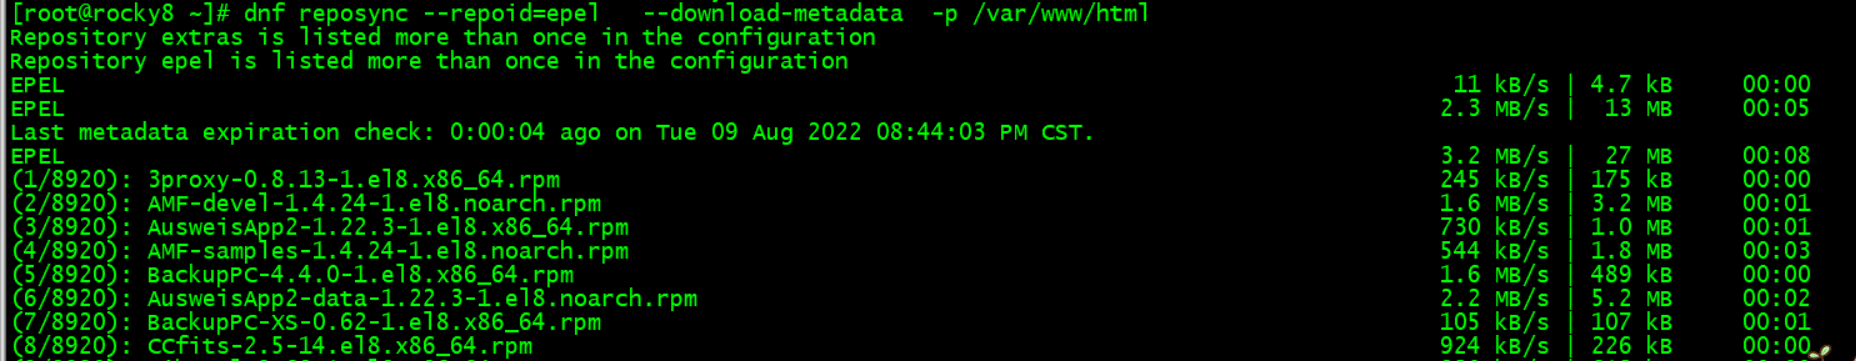 [root@rocky8 ~]# dnf reposync --repoid=epel   --download-metadata  -p /var/www/html
Repository extras is listed more than once in the configuration
Repository epel is listed more than once in the configuration
EPEL 11 kB/s | 4.7 kB 00:00
EPEL 2.3 MB/s | 13 MB 00:05
Last metadata expiration check: 0:00:04 ago on Tue 09 Aug 2022 08:44:03 PM CST.
EPEL 3.2 MB/s | 27 MB 00:08
(1/8920): 3proxy-0.8.13-1.el8.x86_64.rpm 245 kB/s | 175 kB 00:00
(2/8920): AMF-devel-1.4.24-1.el8.noarch.rpm 1.6 MB/s | 3.2 MB 00:01
(3/8920): AusweisApp2-1.22.3-1.el8.x86_64.rpm 730 kB/s | 1.0 MB 00:01
(4/8920): AMF-samples-1.4.24-1.el8.noarch.rpm 544 kB/s | 1.8 MB 00:03
(5/8920): BackupPC-4.4.0-1.el8.x86_64.rpm 1.6 MB/s | 489 kB 00:00
(6/8920): AusweisApp2-data-1.22.3-1.el8.noarch.rpm 2.2 MB/s | 5.2 MB 00:02
(7/8920): BackupPC-XS-0.62-1.el8.x86_64.rpm 105 kB/s | 107 kB 00:01
(8/8920): CCfits-2.5-14.el8.x86_64.rpm 924 kB/s | 226 kB 00:00